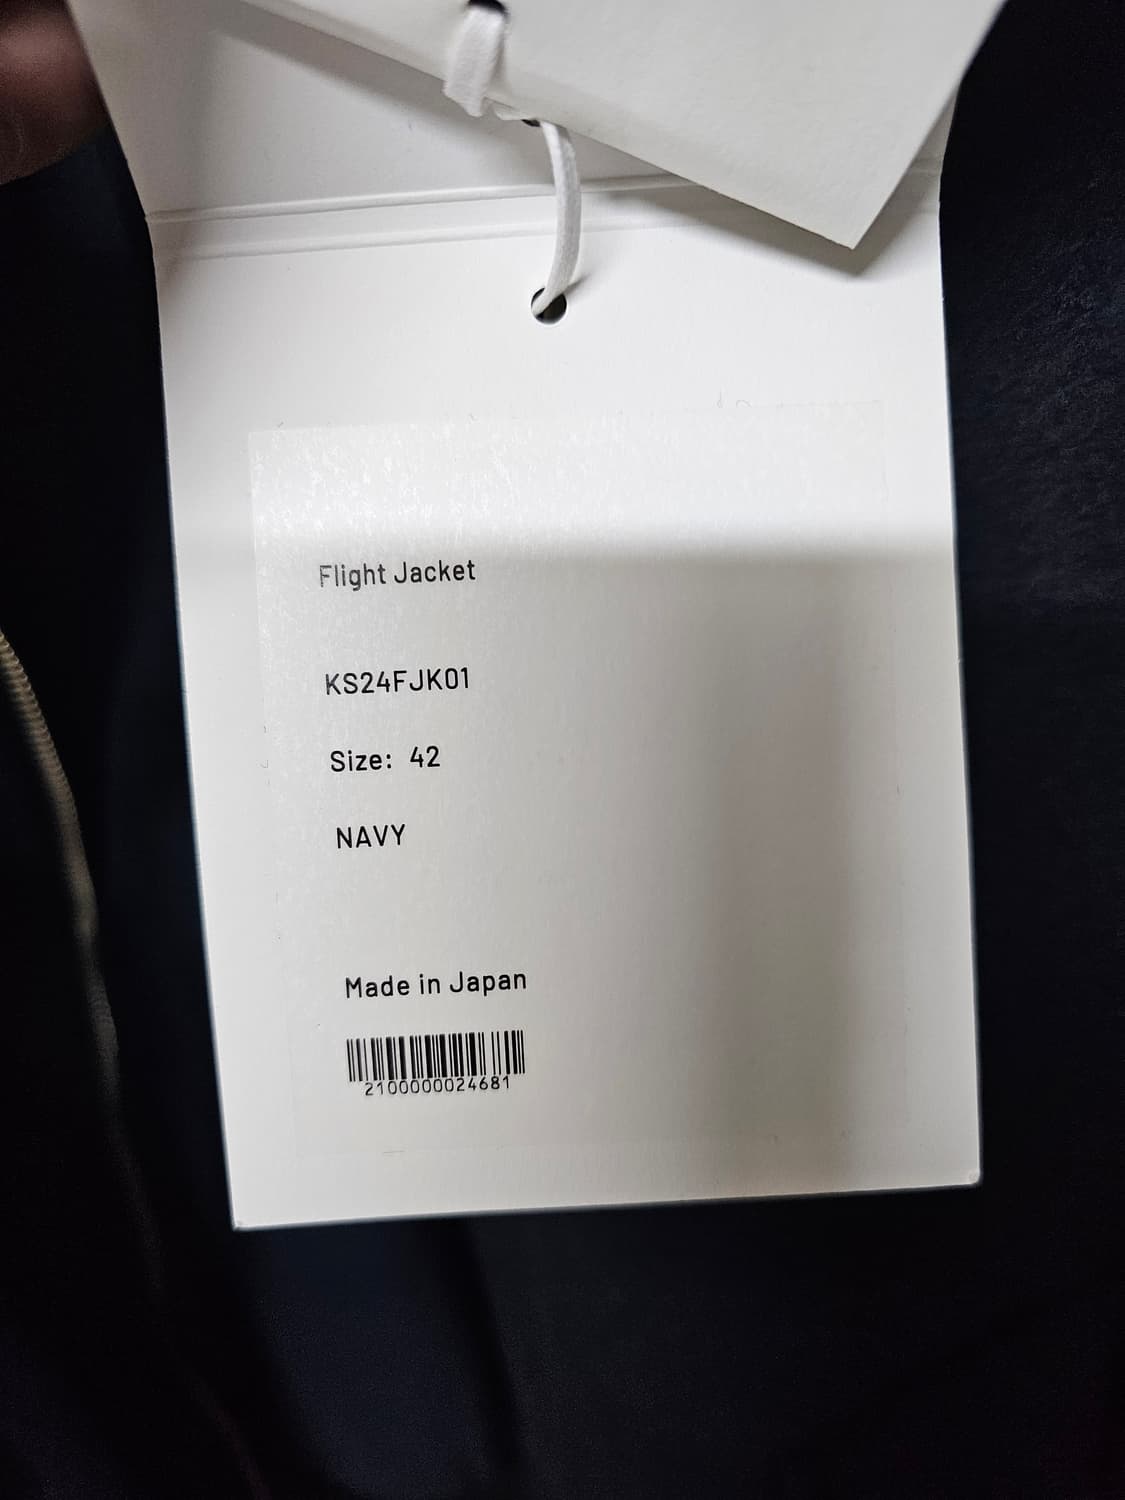 Flight Jacket
KS24FJK01
Size: 42
NAVY
Made in Japan
2100000024681